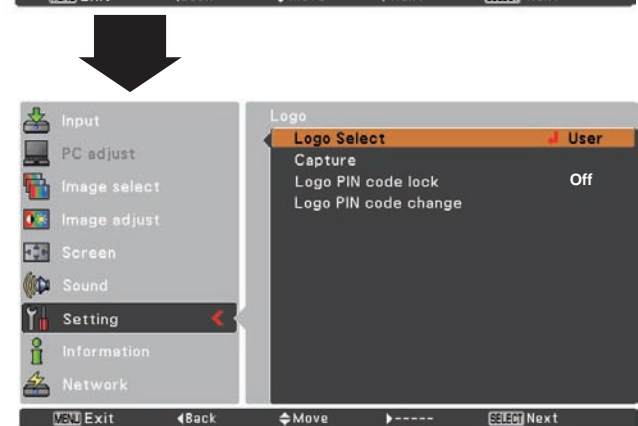 Input
PC adjust
Image select
Image adjust
Screen
Sound
Setting
Information
Network
Logo
Logo Select User
Capture
Logo PIN code lock Off
Logo PIN code change
MENU Exit ◀Back ◆Move ▶----- SELECT Next